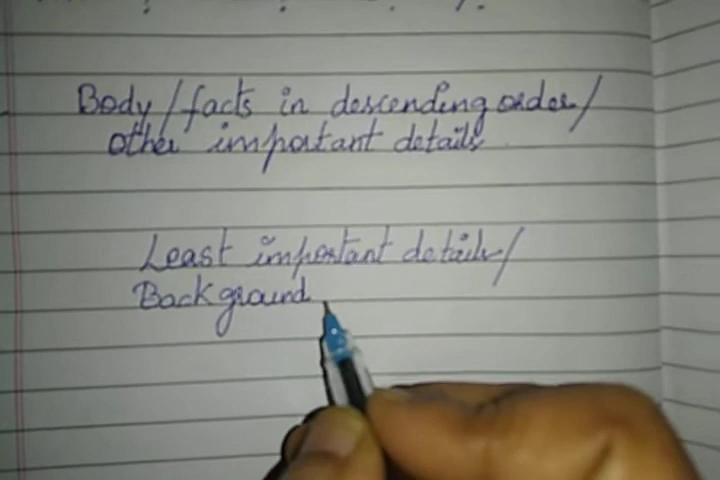 Body/facts in descending order/
other important details
Least important details/
Background